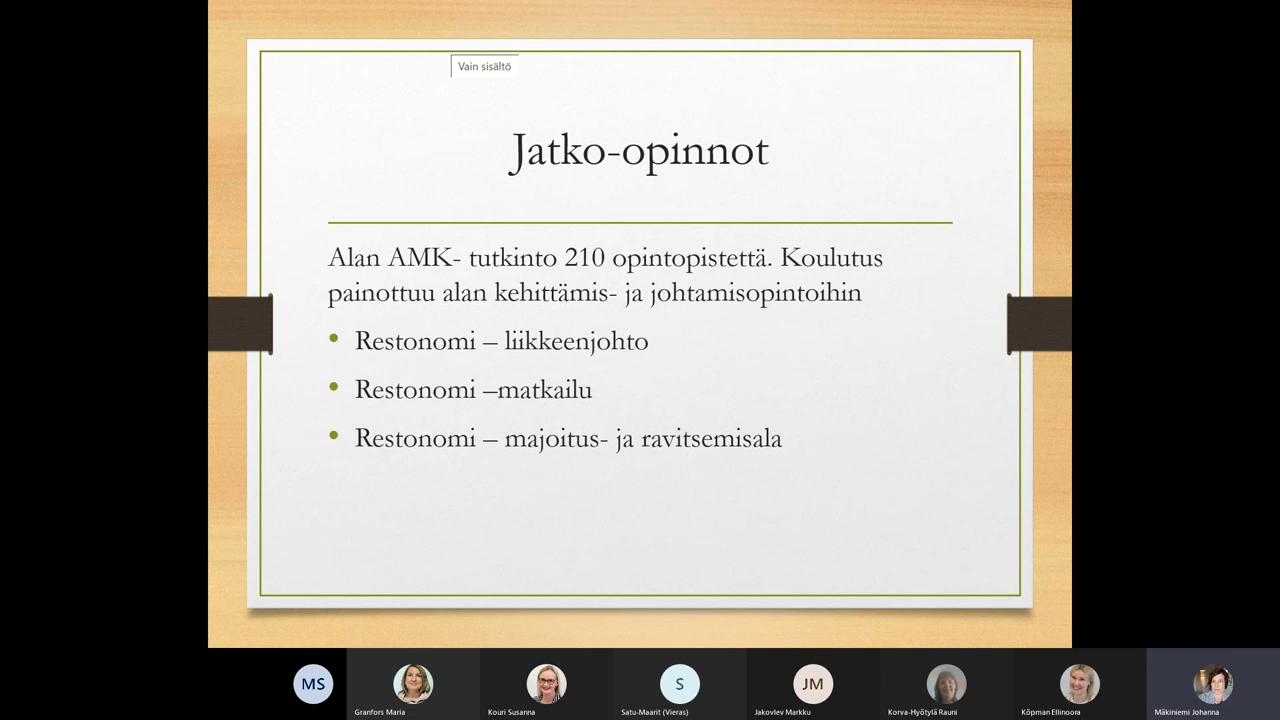 Vain sisältö
Jatko-opinnot
Alan AMK- tutkinto 210 opintopistettä. Koulutus
painottuu alan kehittämis- ja johtamisopintoihin
• Restonomi – liikkeenjohto
• Restonomi –matkailu
• Restonomi – majoitus- ja ravitsemisala
MS
S
JM
Granfors Maria
Kouri Susanna
Satu-Maarit (Vieras)
Jakovlev Markku
Korva-Hyötylä Rauni
Köpman Ellinoora
Mäkiniemi Johanna